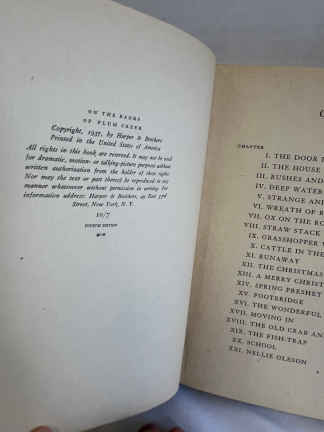 ON THE BANKS
OF PLUM CREEK
Copyright, 1937, by Harper & Brothers
Printed in the United States of America
All rights in this book are reserved. It may not be used
for dramatic, motion- or talking-picture purposes without
written authorization from the holder of these rights.
Nor may the text or part thereof be reproduced in any
manner whatsoever without permission in writing. For
information address: Harper & Brothers, 49 East 33d
Street, New York, N. Y.
10/7
EDITION
CHAPTER
I. THE DOOR
II. THE HOUSE
III. RUSHES AND
IV. DEEP WATER
V. STRANGE ANI
VI. WREATH OF R
VII. OX ON THE RO
VIII. STRAW STACK
IX. GRASSHOPPER
X. CATTLE IN THE
XI. RUNAWAY
XII. THE CHRISTMAS
XIII. A MERRY CHRIST
XIV. SPRING FRESHET
XV. FOOTBRIDGE
XVI. THE WONDERFUL
XVII. MOVING IN
XVIII. THE OLD CRAB AN
XIX. THE FISH-TRAP
XX. SCHOOL
XXI. NELLIE OLESON